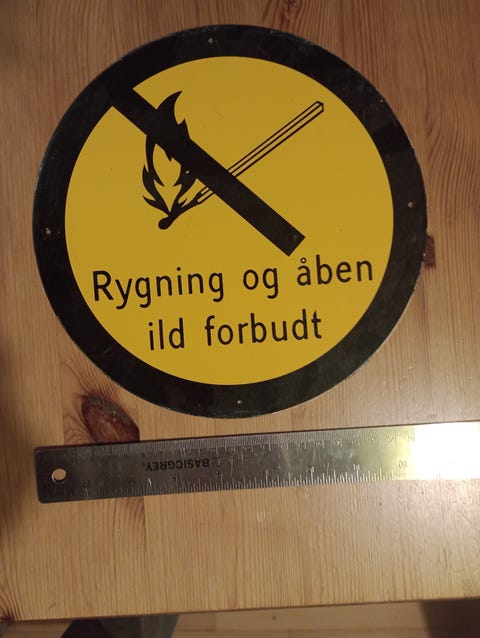 Rygning og åben
ild forbudt
BASICGREY.